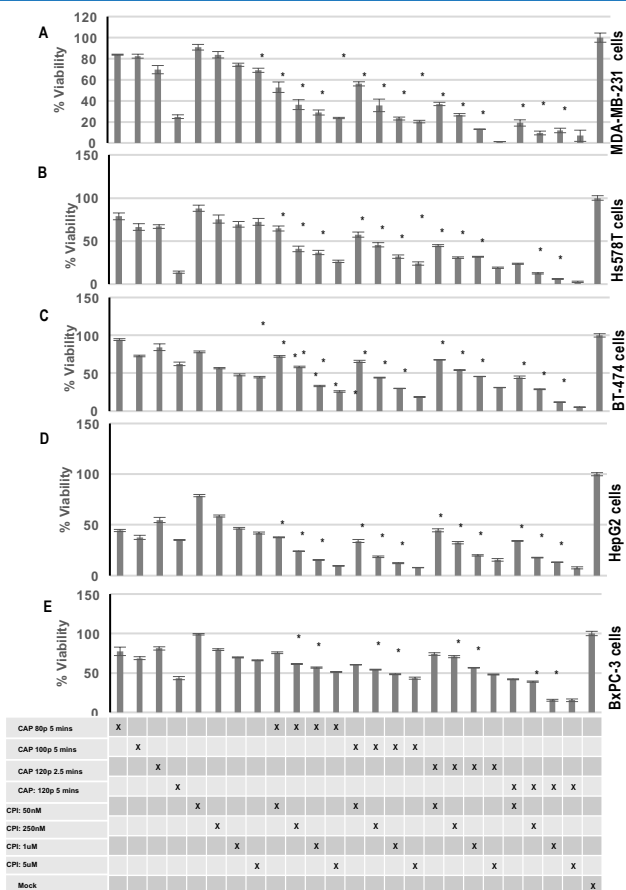 A
120
100
80
60
40
20
0
% Viability
MDA-MB-231 cells
* * * * * * * * * * * * * * *
B
150
100
50
0
% Viability
Hs578T cells
* * * * * * * * * * * * *
C
150
100
50
0
% Viability
BT-474 cells
* * * * * * * * * * * * * * * * * *
D
150
100
50
0
% Viability
HepG2 cells
* * * * * * * * * * * *
E
150
100
50
0
% Viability
BxPC-3 cells
* * * * * * * *
CAP 80p 5 mins x x x x x
CAP 100p 5 mins x x x x x
CAP 120p 2.5 mins x x x x x
CAP: 120p 5 mins x x x x x
CPI: 50nM x x x x x
CPI: 250nM x x x x x
CPI: 1uM x x x x x
CPI: 5uM x x x x x
Mock x